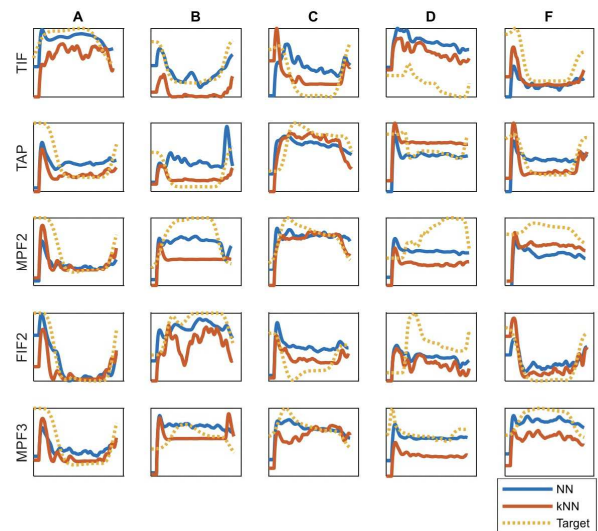 A B C D F
TIF
TAP
MPF2
FIF2
MPF3
NN
kNN
Target